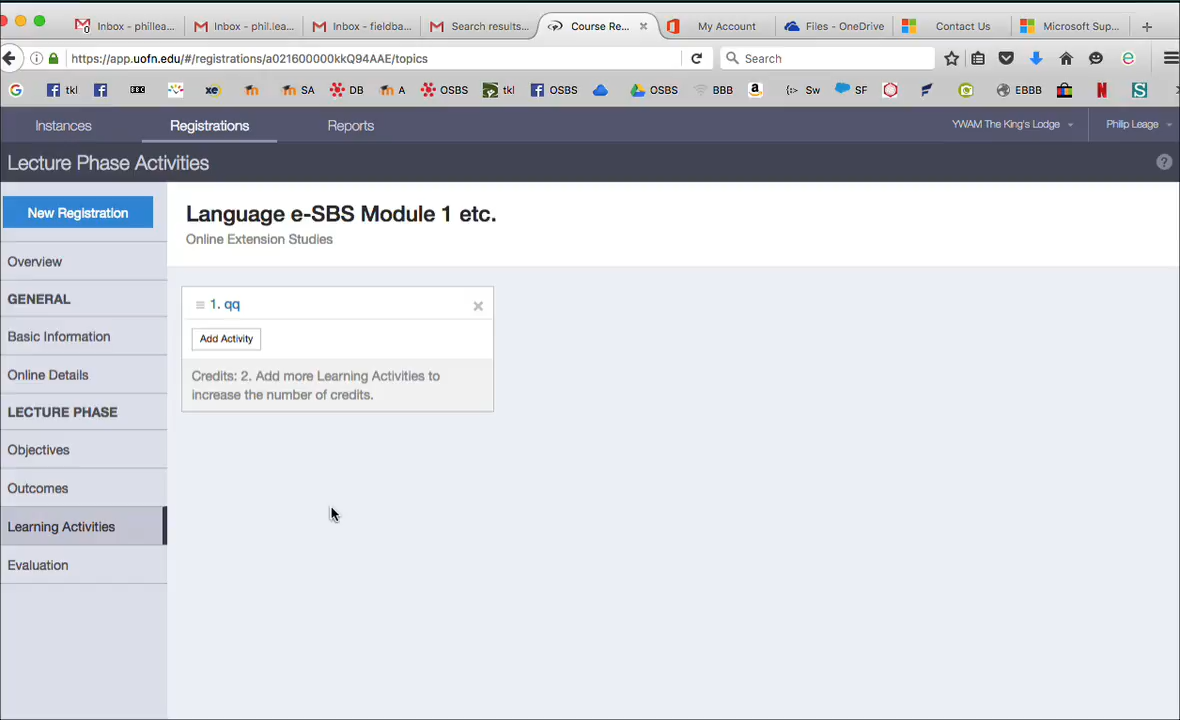 Inbox - phillea...
Inbox - phil.lea...
Inbox - fieldba...
Search results...
Course Re...
My Account
Files - OneDrive
Contact Us
Microsoft Sup...
https://app.uofn.edu/#/registrations/a021600000kkQ94AAE/topics
Search
tkl
BBC
xe
SA
DB
A
OSBS
tkl
OSBS
OSBS
BBB
Sw
SF
EBBB
Instances
Registrations
Reports
YWAM The King's Lodge
Philip Leage
Lecture Phase Activities
?
New Registration
Language e-SBS Module 1 etc.
Online Extension Studies
Overview
GENERAL
1. qq
Basic Information
Add Activity
Online Details
Credits: 2. Add more Learning Activities to
increase the number of credits.
LECTURE PHASE
Objectives
Outcomes
Learning Activities
Evaluation